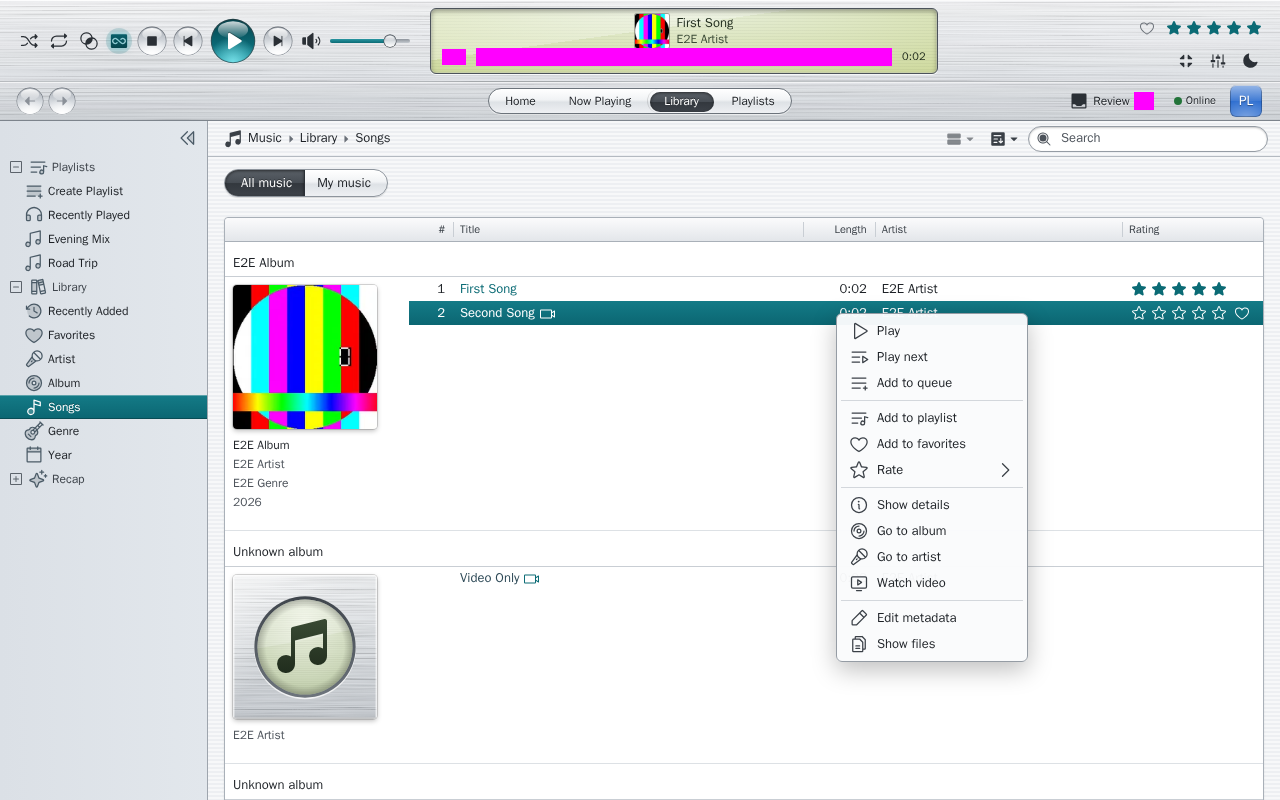 First Song
E2E Artist
0:02
Home
Now Playing
Library
Playlists
Review
Online
PL
Music
Library
Songs
Search
Playlists
Create Playlist
Recently Played
Evening Mix
Road Trip
Library
Recently Added
Favorites
Artist
Album
Songs
Genre
Year
Recap
All music
My music
# Title Length Artist Rating
E2E Album
1 First Song 0:02 E2E Artist
2 Second Song 0:02 E2E Artist
E2E Album
E2E Artist
E2E Genre
2026
Unknown album
Video Only
E2E Artist
Unknown album
Play
Play next
Add to queue
Add to playlist
Add to favorites
Rate
Show details
Go to album
Go to artist
Watch video
Edit metadata
Show files